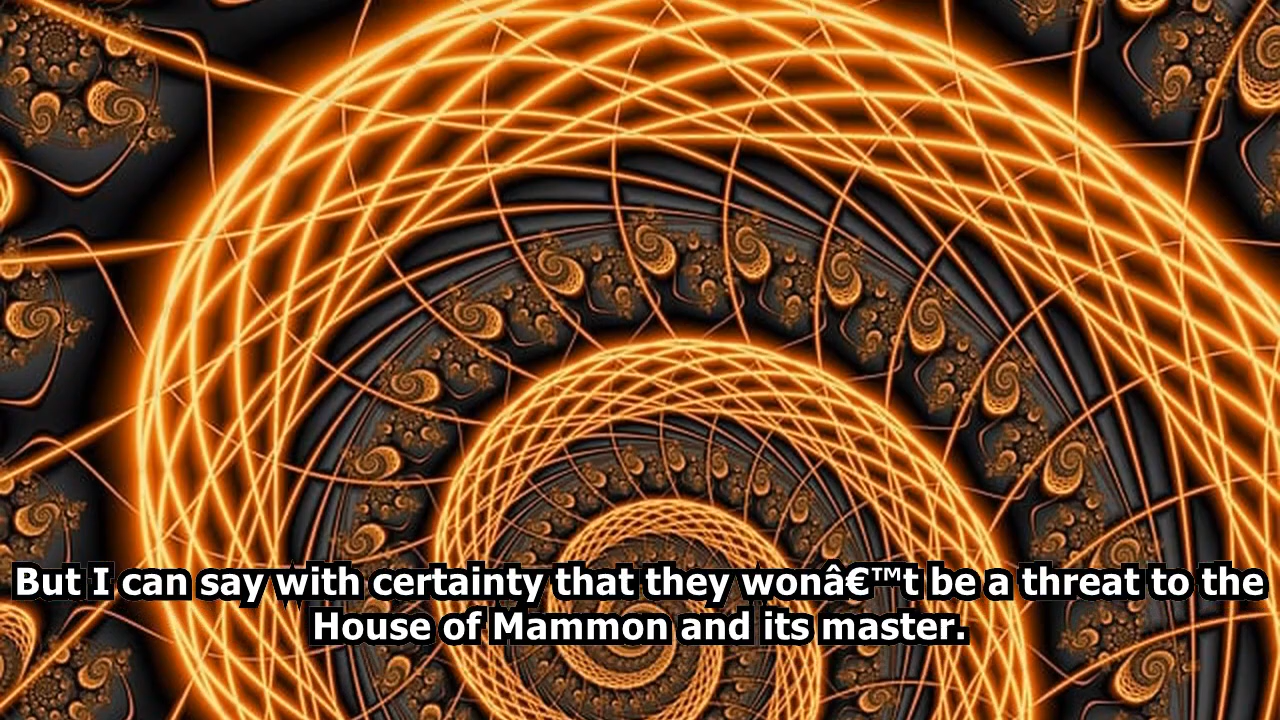 But I can say with certainty that they wonâ€™t be a threat to the
House of Mammon and its master.